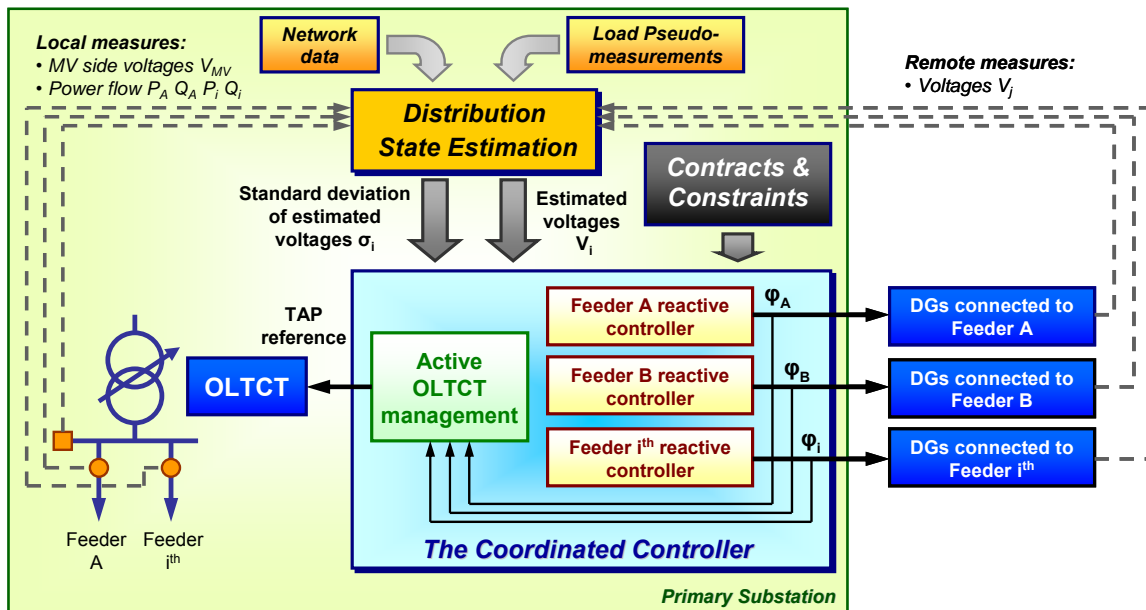 Local measures:
• MV side voltages V_MV
• Power flow P_A Q_A P_i Q_i
Network
data
Load Pseudo-
measurements
Remote measures:
• Voltages V_j
Distribution
State Estimation
Contracts &
Constraints
Standard deviation
of estimated
voltages σ_i
Estimated
voltages
V_i
TAP
reference
OLTCT
Active
OLTCT
management
Feeder A reactive
controller
φ_A
DGs connected to
Feeder A
Feeder B reactive
controller
φ_B
DGs connected to
Feeder B
Feeder i^th reactive
controller
φ_i
DGs connected to
Feeder i^th
Feeder
A
Feeder
i^th
The Coordinated Controller
Primary Substation